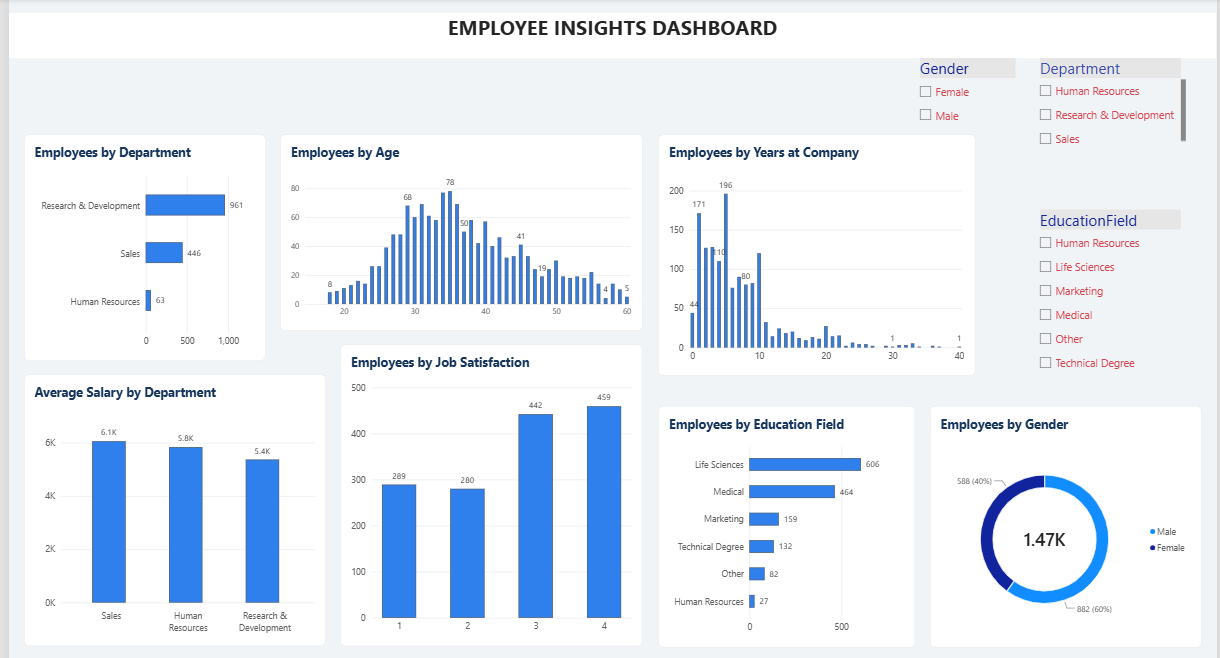 EMPLOYEE INSIGHTS DASHBOARD
Gender
Female
Male
Department
Human Resources
Research & Development
Sales
EducationField
Human Resources
Life Sciences
Marketing
Medical
Other
Technical Degree
Employees by Department
Research & Development 961
Sales 446
Human Resources 63
0 500 1,000
Employees by Age
80
60
40
20
0
8 68 78 50 41 19 4 5
20 30 40 50 60
Employees by Years at Company
200
150
100
50
0
44 171 110 196 80 1 1
0 10 20 30 40
Average Salary by Department
6K
4K
2K
0K
6.1K 5.8K 5.4K
Sales
Human
Resources
Research &
Development
Employees by Job Satisfaction
500
400
300
200
100
0
289 280 442 459
1 2 3 4
Employees by Education Field
Life Sciences 606
Medical 464
Marketing 159
Technical Degree 132
Other 82
Human Resources 27
0 500
Employees by Gender
588 (40%)
1.47K
882 (60%)
Male
Female